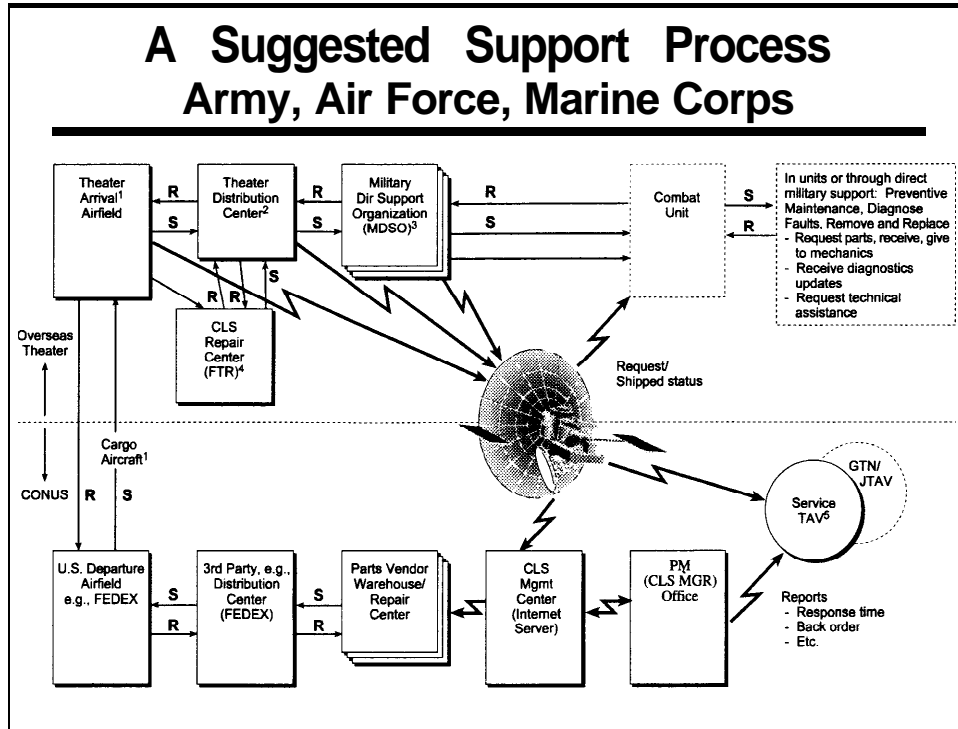 A Suggested Support Process
Army, Air Force, Marine Corps
Theater
Arrival1
Airfield
R
S
Theater
Distribution
Center2
R
S
Military
Dir Support
Organization
(MDSO)3
R
S
Combat
Unit
S
R
In units or through direct
military support: Preventive
Maintenance, Diagnose
Faults, Remove and Replace
- Request parts, receive, give
to mechanics
- Receive diagnostics
updates
- Request technical
assistance
R
R
S
CLS
Repair
Center
(FTR)4
Overseas
Theater
CONUS
Cargo
Aircraft1
R
S
Request/
Shipped status
GTN/
JTAV
Service
TAV5
U.S. Departure
Airfield
e.g., FEDEX
S
R
3rd Party, e.g.,
Distribution
Center
(FEDEX)
S
R
Parts Vendor
Warehouse/
Repair
Center
CLS
Mgmt
Center
(Internet
Server)
PM
(CLS MGR)
Office
Reports
- Response time
- Back order
- Etc.